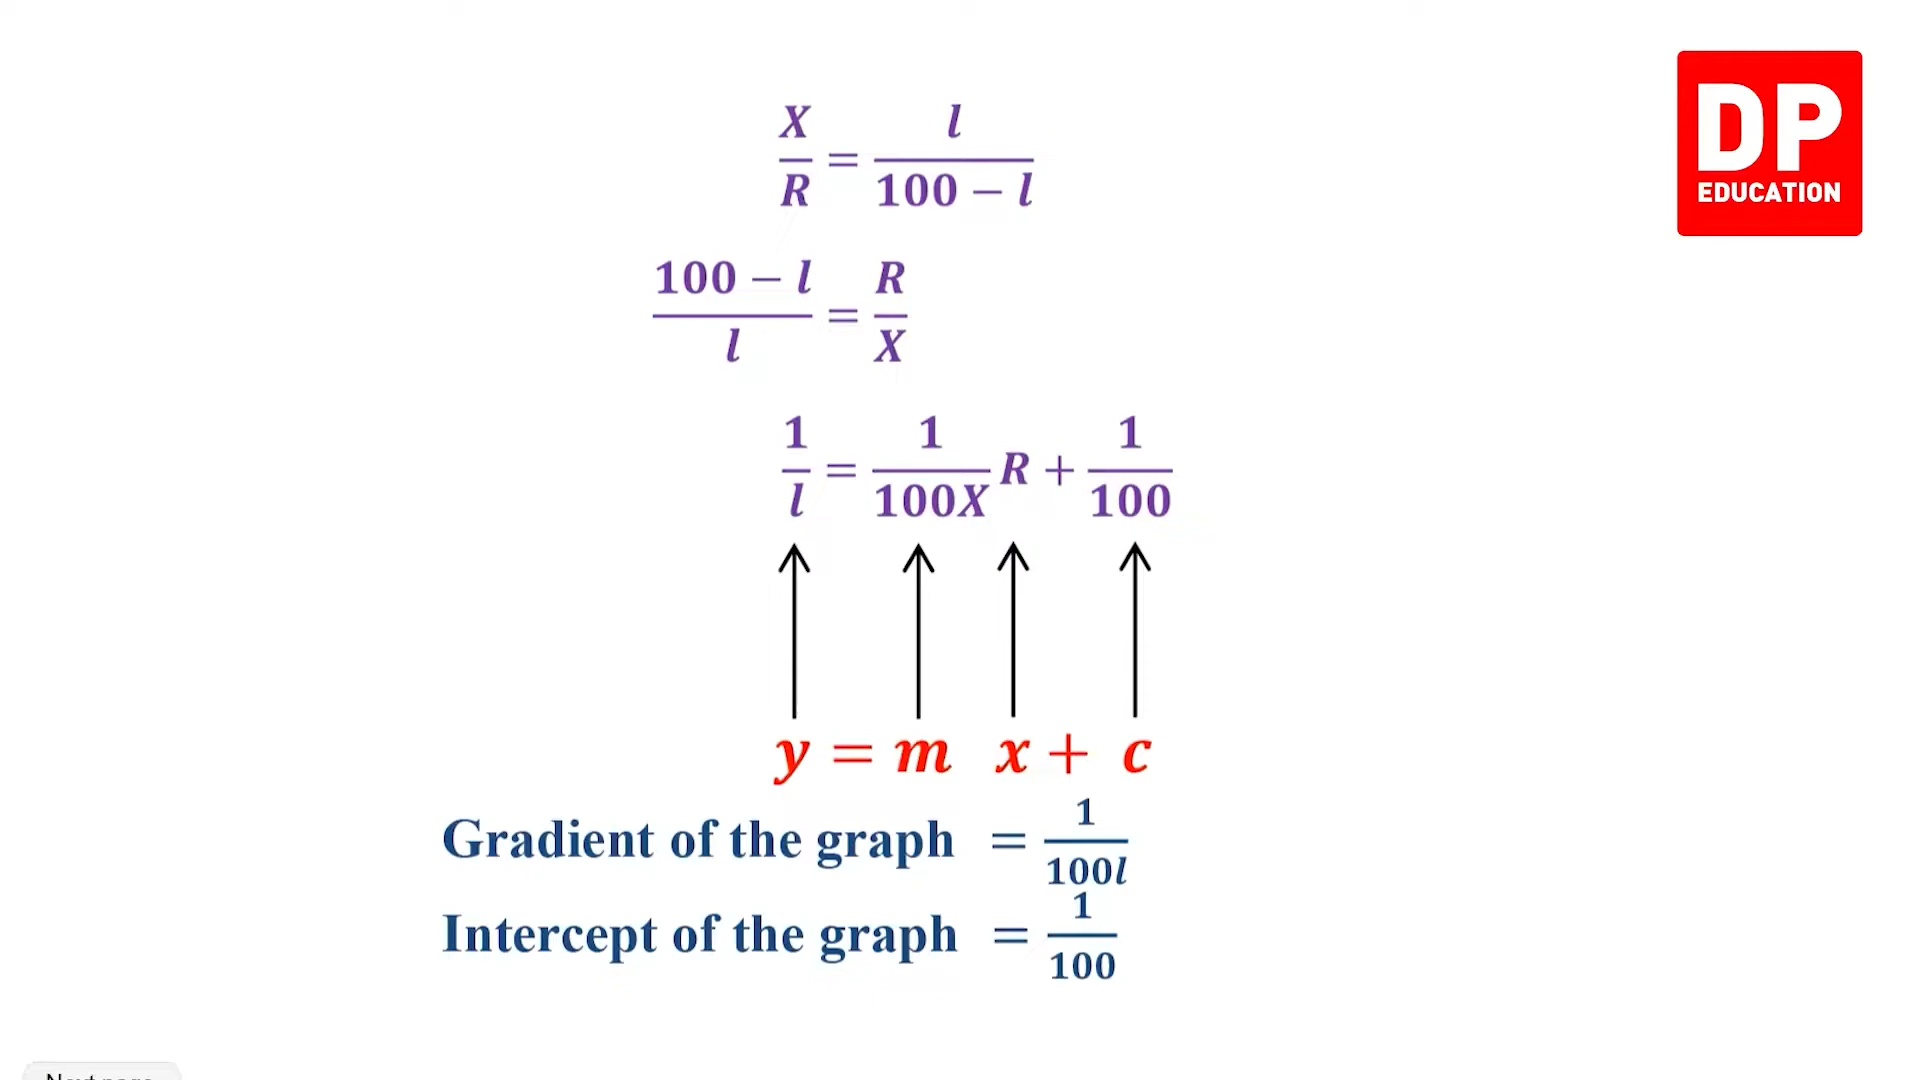 DP
EDUCATION
X/R = l/(100 − l)
(100 − l)/l = R/X
1/l = 1/(100X) R + 1/100
y = m x + c
Gradient of the graph = 1/(100l)
Intercept of the graph = 1/100